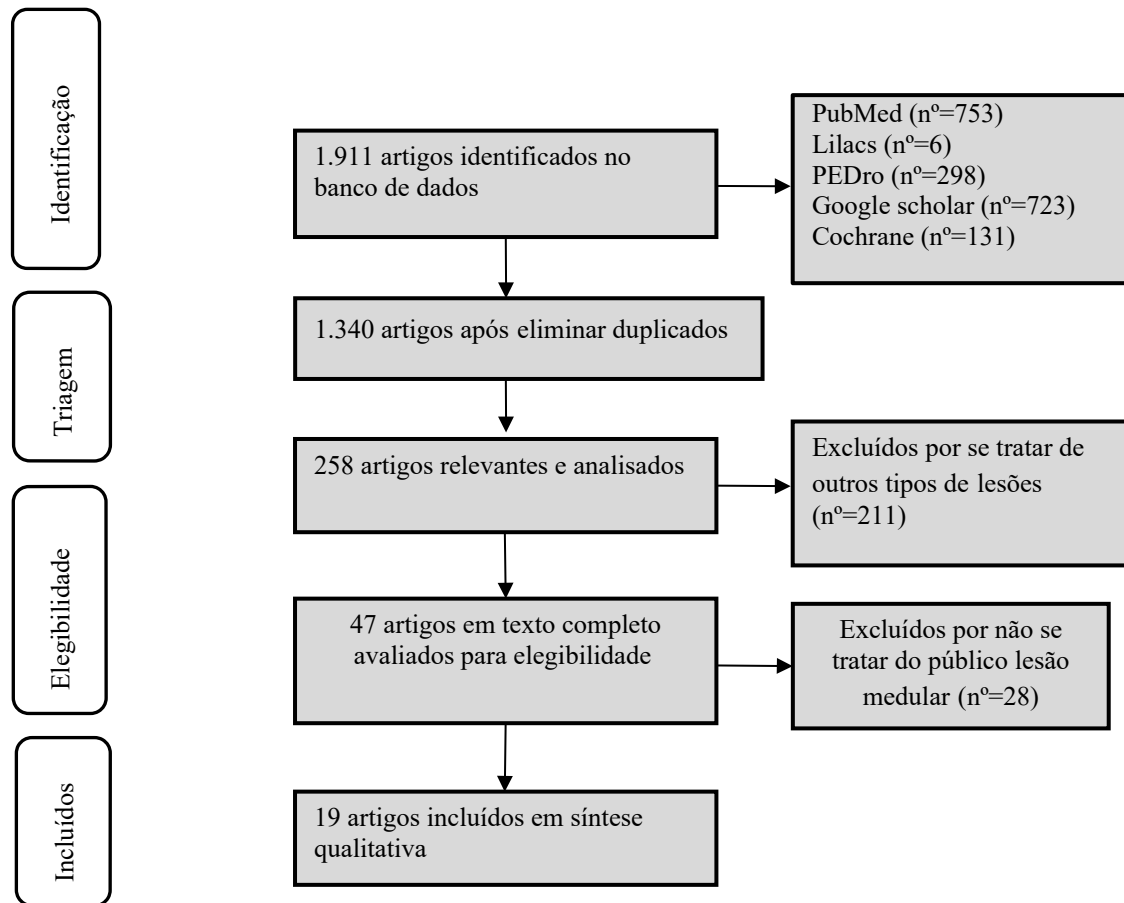 Identificação
1.911 artigos identificados no
banco de dados
PubMed (nº=753)
Lilacs (nº=6)
PEDro (nº=298)
Google scholar (nº=723)
Cochrane (nº=131)
Triagem
1.340 artigos após eliminar duplicados
258 artigos relevantes e analisados
Excluídos por se tratar de
outros tipos de lesões
(nº=211)
Elegibilidade
47 artigos em texto completo
avaliados para elegibilidade
Excluídos por não se
tratar do público lesão
medular (nº=28)
Incluídos
19 artigos incluídos em síntese
qualitativa